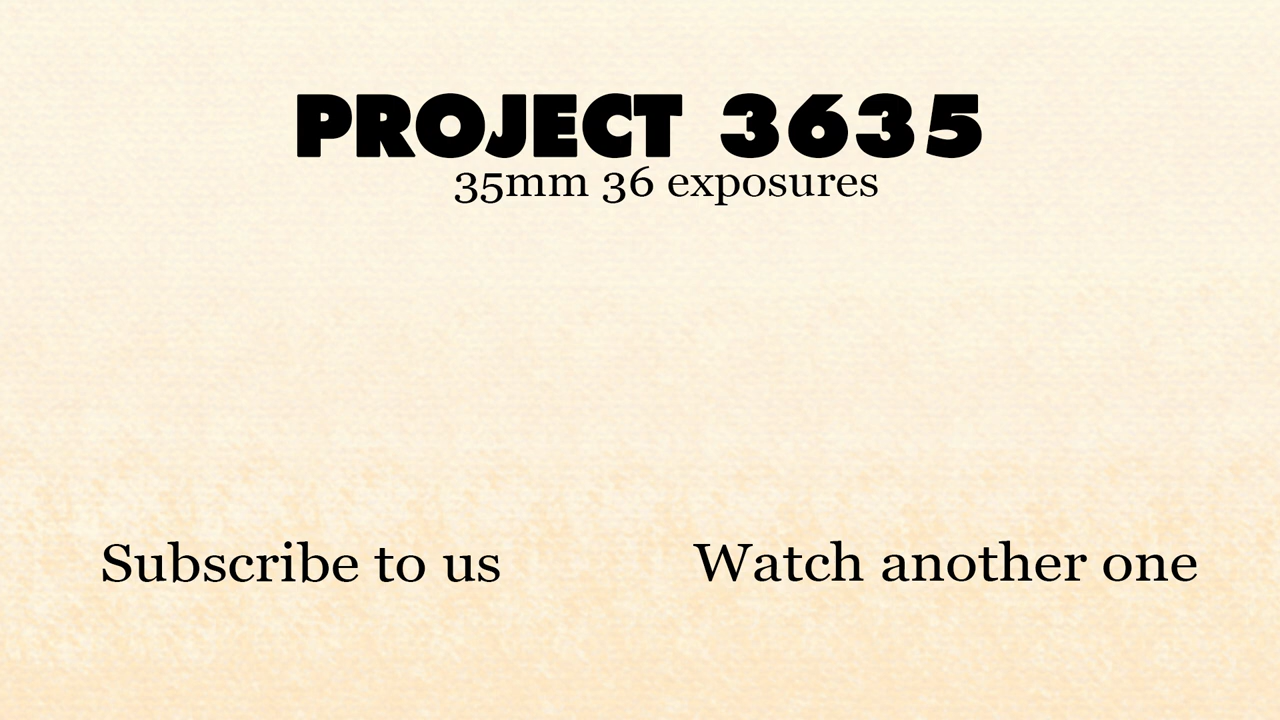 PROJECT 3635
35mm 36 exposures
Subscribe to us
Watch another one